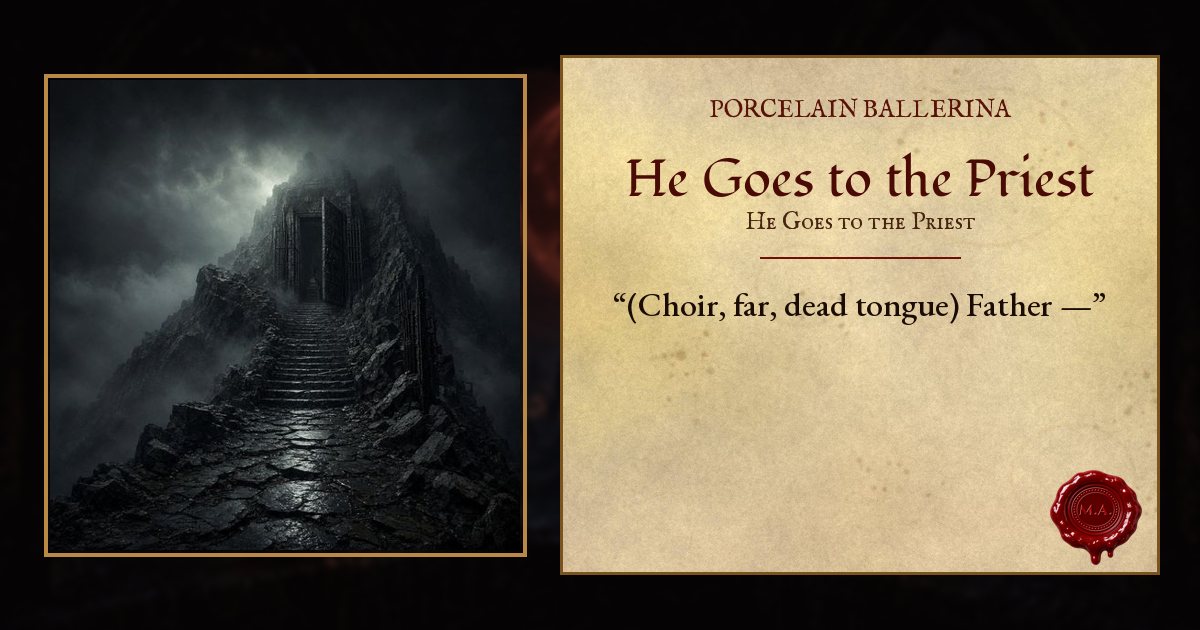 PORCELAIN BALLERINA
He Goes to the Priest
He Goes to the Priest
“(Choir, far, dead tongue) Father —”
M.A.